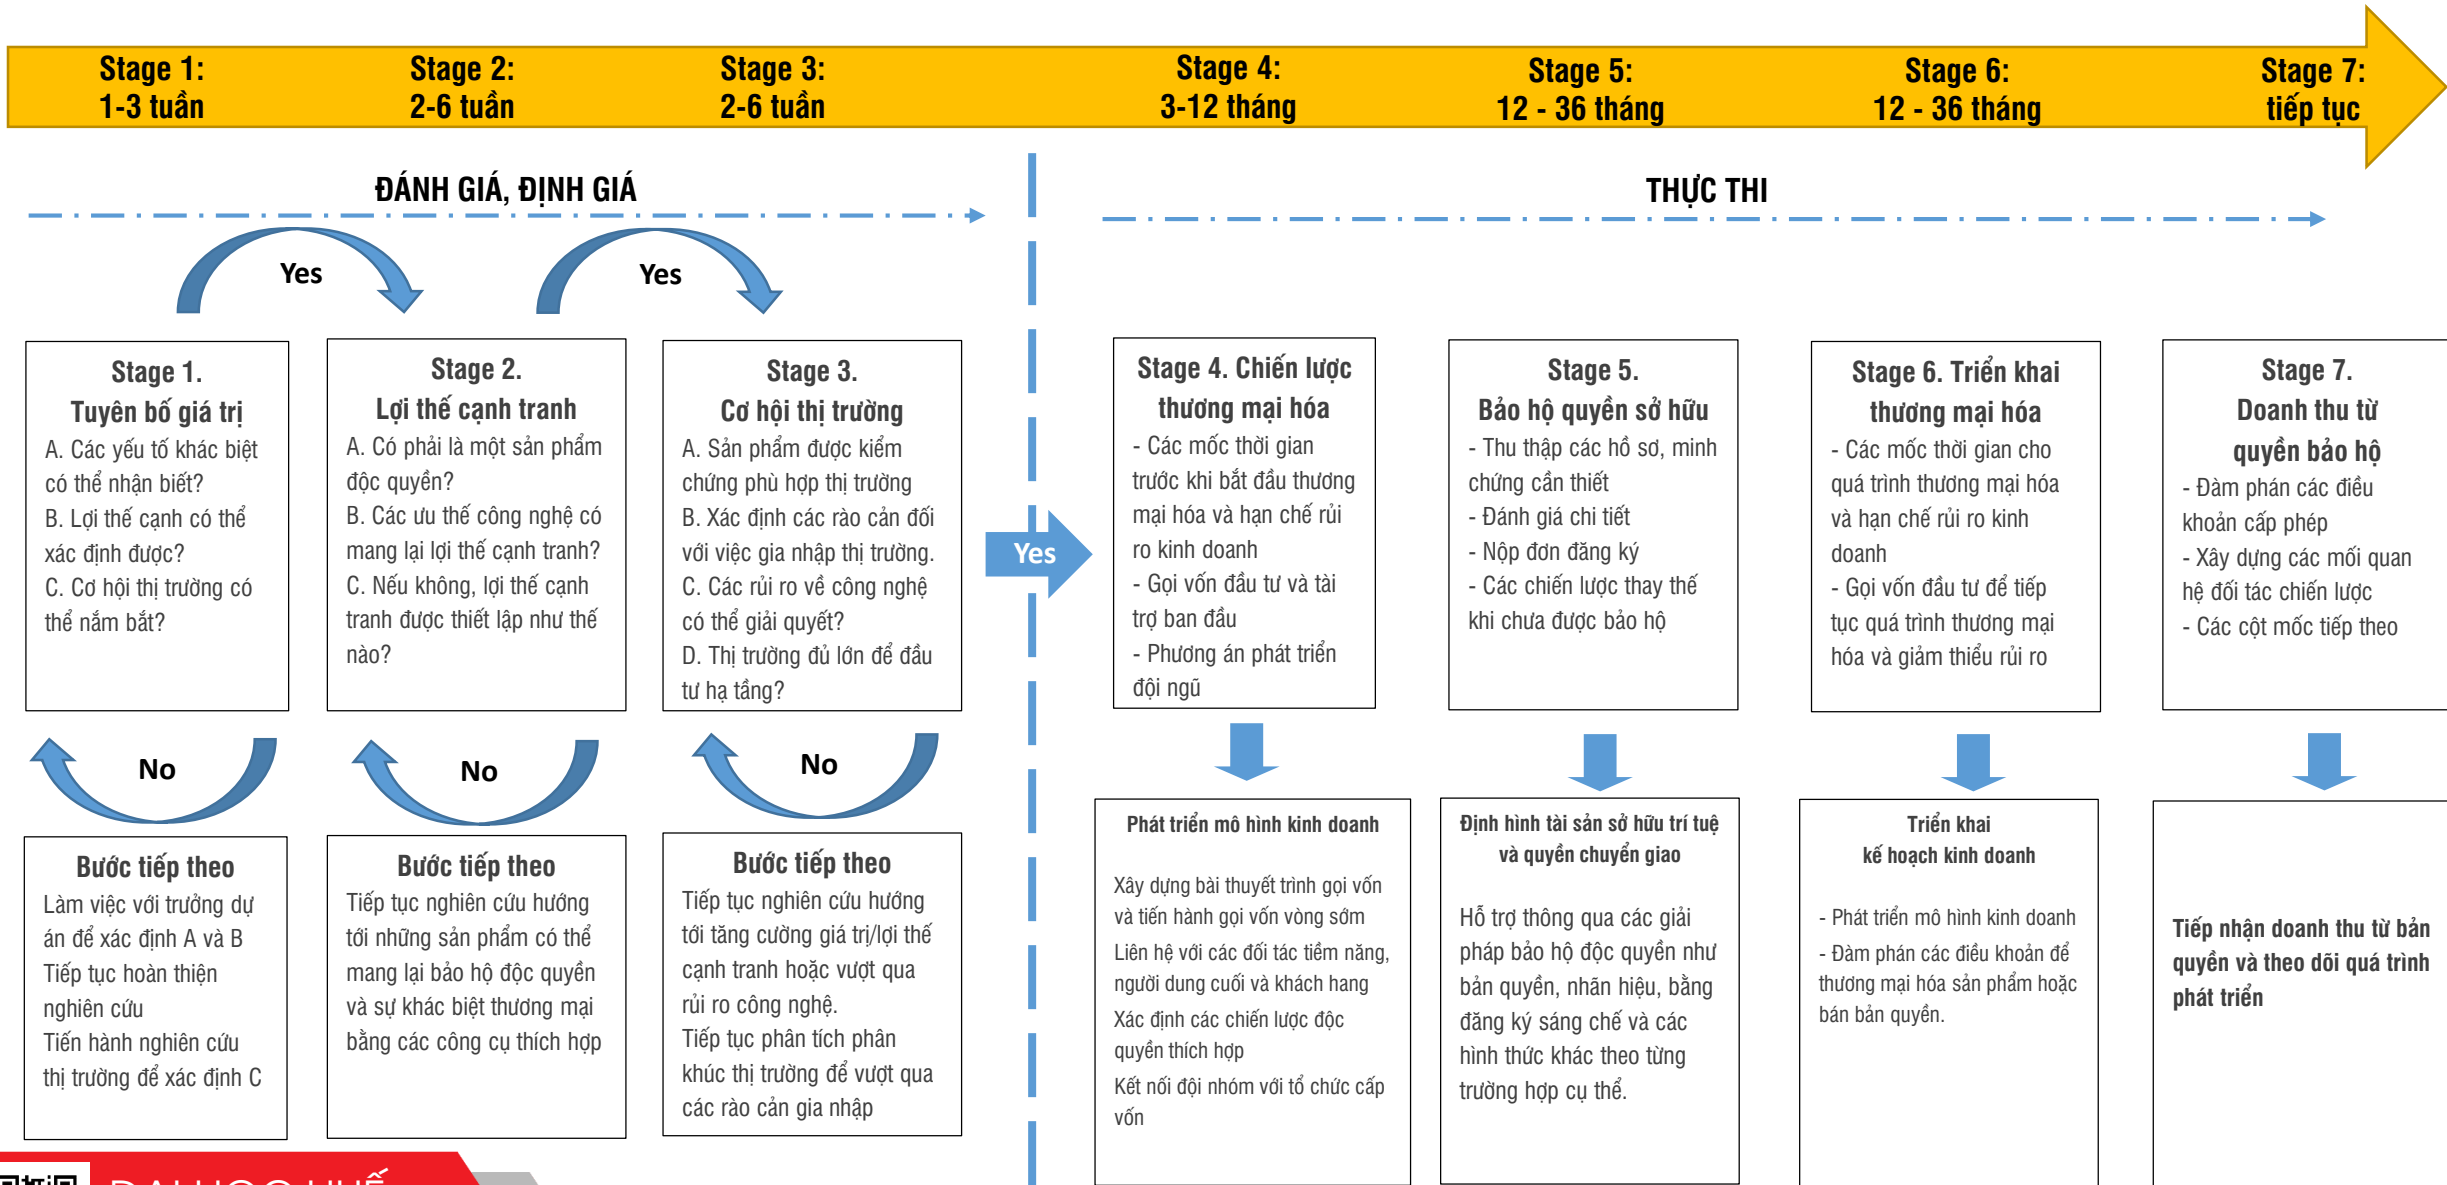 Stage 1:
1-3 tuần
Stage 2:
2-6 tuần
Stage 3:
2-6 tuần
Stage 4:
3-12 tháng
Stage 5:
12 - 36 tháng
Stage 6:
12 - 36 tháng
Stage 7:
tiếp tục
ĐÁNH GIÁ, ĐỊNH GIÁ
THỰC THI
Yes
Yes
Stage 1.
Tuyên bố giá trị
A. Các yếu tố khác biệt
có thể nhận biết?
B. Lợi thế cạnh có thể
xác định được?
C. Cơ hội thị trường có
thể nắm bắt?
Stage 2.
Lợi thế cạnh tranh
A. Có phải là một sản phẩm
độc quyền?
B. Các ưu thế công nghệ có
mang lại lợi thế cạnh tranh?
C. Nếu không, lợi thế cạnh
tranh được thiết lập như thế
nào?
Stage 3.
Cơ hội thị trường
A. Sản phẩm được kiểm
chứng phù hợp thị trường
B. Xác định các rào cản đối
với việc gia nhập thị trường.
C. Các rủi ro về công nghệ
có thể giải quyết?
D. Thị trường đủ lớn để đầu
tư hạ tầng?
Yes
Stage 4. Chiến lược
thương mại hóa
- Các mốc thời gian
trước khi bắt đầu thương
mại hóa và hạn chế rủi
ro kinh doanh
- Gọi vốn đầu tư và tài
trợ ban đầu
- Phương án phát triển
đội ngũ
Stage 5.
Bảo hộ quyền sở hữu
- Thu thập các hồ sơ, minh
chứng cần thiết
- Đánh giá chi tiết
- Nộp đơn đăng ký
- Các chiến lược thay thế
khi chưa được bảo hộ
Stage 6. Triển khai
thương mại hóa
- Các mốc thời gian cho
quá trình thương mại hóa
và hạn chế rủi ro kinh
doanh
- Gọi vốn đầu tư để tiếp
tục quá trình thương mại
hóa và giảm thiểu rủi ro
Stage 7.
Doanh thu từ
quyền bảo hộ
- Đàm phán các điều
khoản cấp phép
- Xây dựng các mối quan
hệ đối tác chiến lược
- Các cột mốc tiếp theo
No
No
No
Bước tiếp theo
Làm việc với trưởng dự
án để xác định A và B
Tiếp tục hoàn thiện
nghiên cứu
Tiến hành nghiên cứu
thị trường để xác định C
Bước tiếp theo
Tiếp tục nghiên cứu hướng
tới những sản phẩm có thể
mang lại bảo hộ độc quyền
và sự khác biệt thương mại
bằng các công cụ thích hợp
Bước tiếp theo
Tiếp tục nghiên cứu hướng
tới tăng cường giá trị/lợi thế
cạnh tranh hoặc vượt qua
rủi ro công nghệ.
Tiếp tục phân tích phân
khúc thị trường để vượt qua
các rào cản gia nhập
Phát triển mô hình kinh doanh
Xây dựng bài thuyết trình gọi vốn
và tiến hành gọi vốn vòng sớm
Liên hệ với các đối tác tiềm năng,
người dung cuối và khách hang
Xác định các chiến lược độc
quyền thích hợp
Kết nối đội nhóm với tổ chức cấp
vốn
Định hình tài sản sở hữu trí tuệ
và quyền chuyển giao
Hỗ trợ thông qua các giải
pháp bảo hộ độc quyền như
bản quyền, nhãn hiệu, bằng
đăng ký sáng chế và các
hình thức khác theo từng
trường hợp cụ thể.
Triển khai
kế hoạch kinh doanh
- Phát triển mô hình kinh doanh
- Đàm phán các điều khoản để
thương mại hóa sản phẩm hoặc
bán bản quyền.
Tiếp nhận doanh thu từ bản
quyền và theo dõi quá trình
phát triển